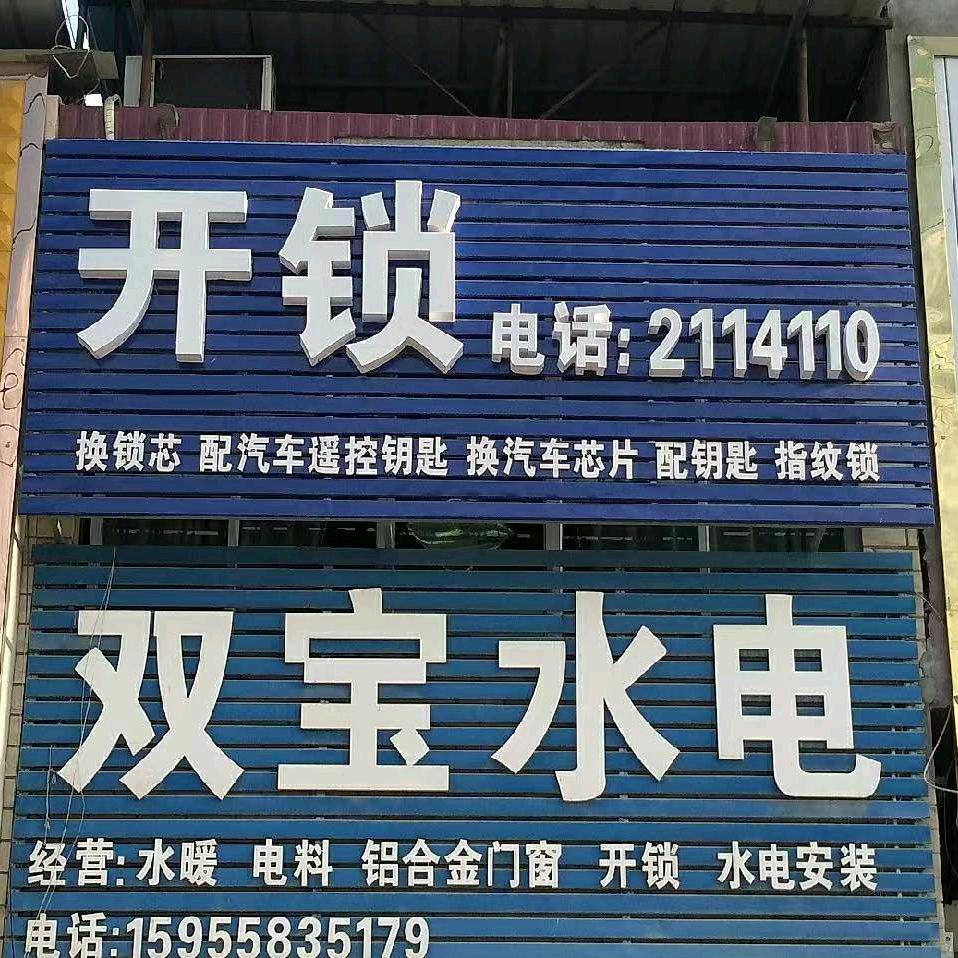 开锁 电话:2114110
换锁芯 配汽车遥控钥匙 换汽车芯片 配钥匙 指纹锁
双宝水电
经营:水暖 电料 铝合金门窗 开锁 水电安装
电话:15955835179